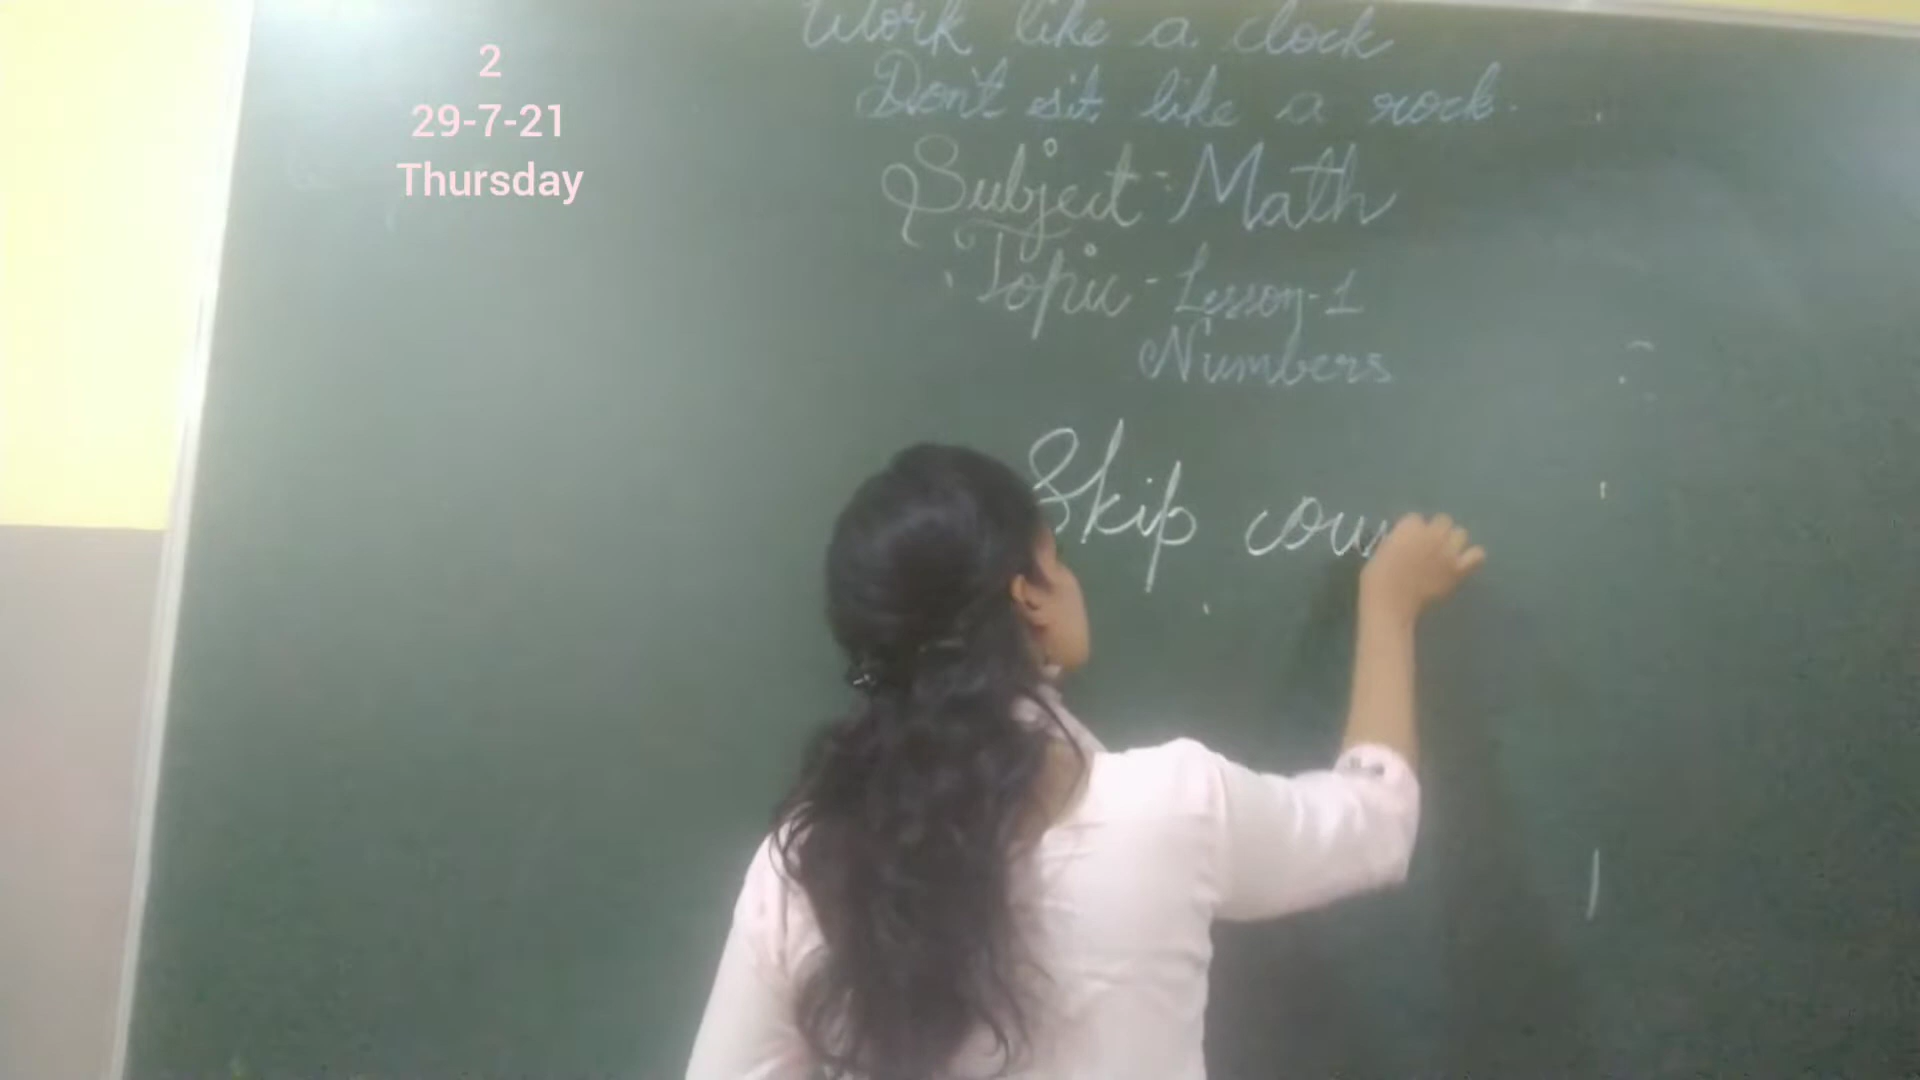 2
29-7-21
Thursday
Work like a clock
Don't sit like a rock.
Subject:- Math
Topic - Lesson-1
Numbers
Skip coun